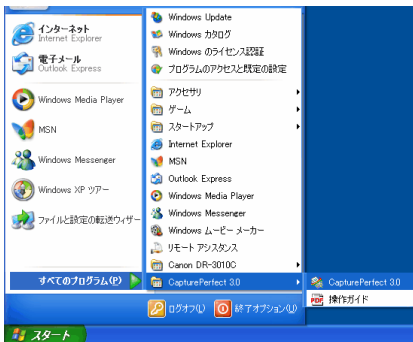 インターネット
Internet Explorer
電子メール
Outlook Express
Windows Media Player
MSN
Windows Messenger
Windows XP ツアー
ファイルと設定の転送ウィザー
すべてのプログラム(P)
Windows Update
Windows カタログ
Windows のライセンス認証
プログラムのアクセスと既定の設定
アクセサリ
ゲーム
スタートアップ
Internet Explorer
MSN
Outlook Express
Windows Media Player
Windows Messenger
Windows ムービー メーカー
リモート アシスタンス
Canon DR-3010C
CapturePerfect 3.0
CapturePerfect 3.0
PDF 操作ガイド
ログオフ(L)
終了オプション(U)
スタート